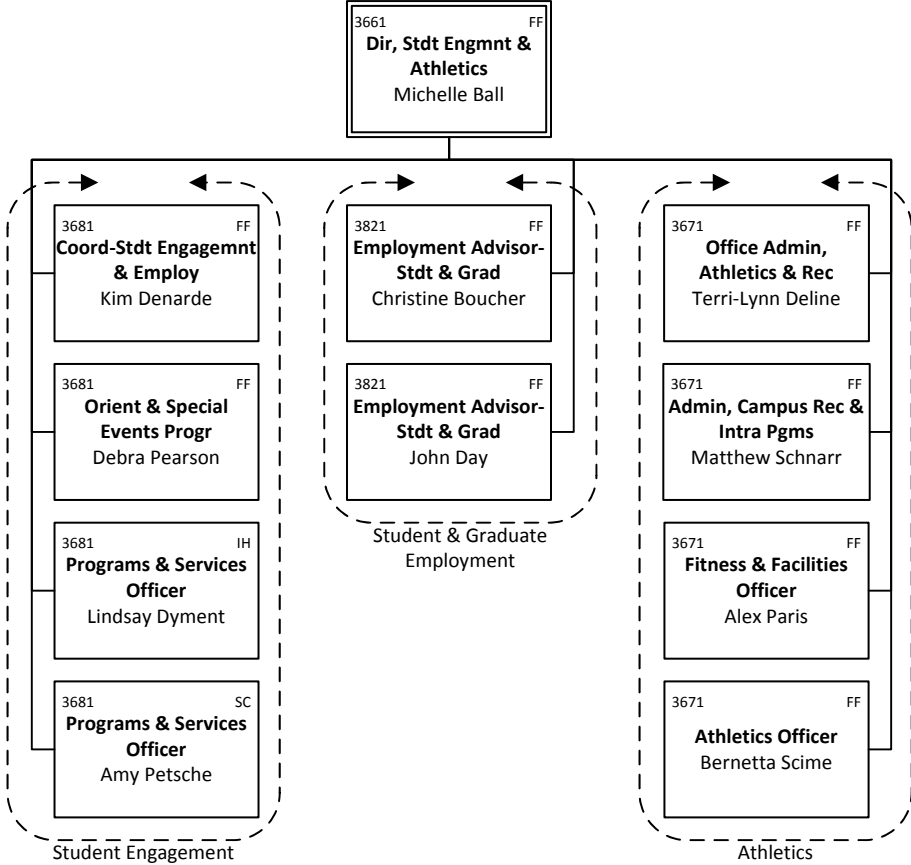 3661 FF
Dir, Stdt Engmnt &
Athletics
Michelle Ball
3681 FF
Coord-Stdt Engagemnt
& Employ
Kim Denarde
3681 FF
Orient & Special
Events Progr
Debra Pearson
3681 IH
Programs & Services
Officer
Lindsay Dyment
3681 SC
Programs & Services
Officer
Amy Petsche
Student Engagement
3821 FF
Employment Advisor-
Stdt & Grad
Christine Boucher
3821 FF
Employment Advisor-
Stdt & Grad
John Day
Student & Graduate
Employment
3671 FF
Office Admin,
Athletics & Rec
Terri-Lynn Deline
3671 FF
Admin, Campus Rec &
Intra Pgms
Matthew Schnarr
3671 FF
Fitness & Facilities
Officer
Alex Paris
3671 FF
Athletics Officer
Bernetta Scime
Athletics